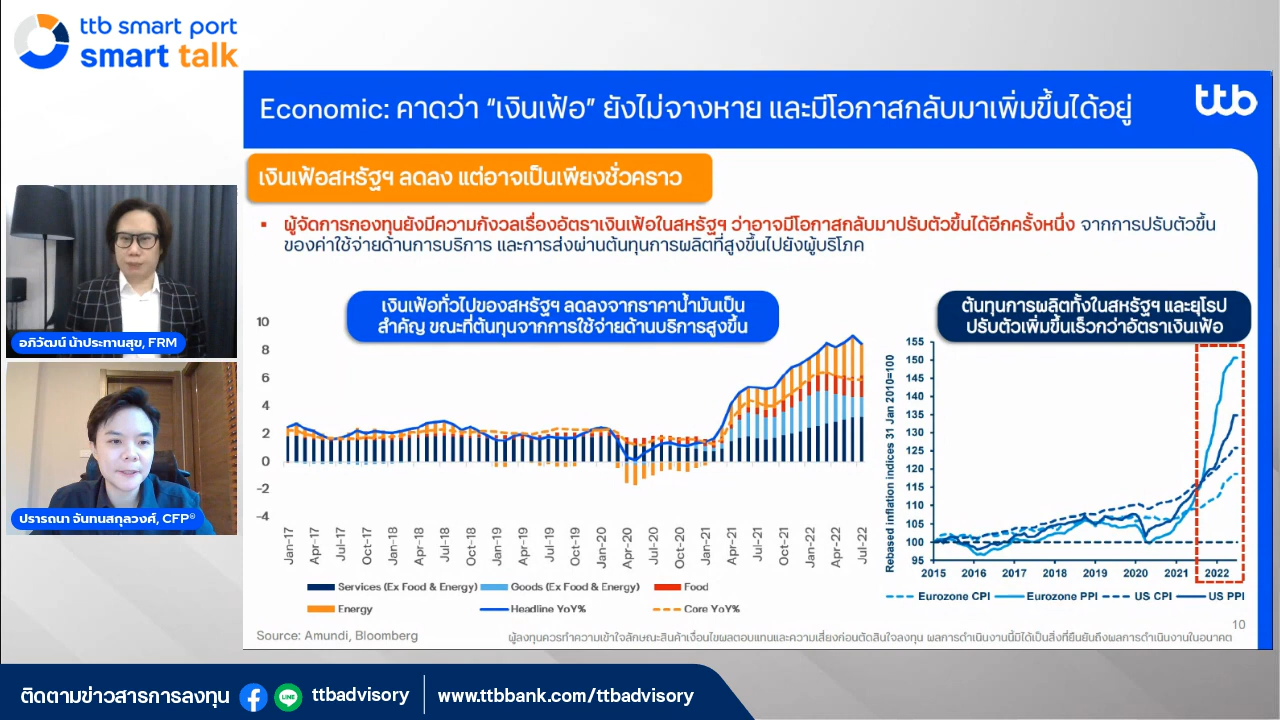 ttb smart port
smart talk
Economic: คาดว่า “เงินเฟ้อ” ยังไม่จางหาย และมีโอกาสกลับมาเพิ่มขึ้นได้อยู่
ttb
เงินเฟ้อสหรัฐฯ ลดลง แต่อาจเป็นเพียงชั่วคราว
ผู้จัดการกองทุนยังมีความกังวลเรื่องอัตราเงินเฟ้อในสหรัฐฯ ว่าอาจมีโอกาสกลับมาปรับตัวขึ้นได้อีกครั้งหนึ่ง จากการปรับตัวขึ้น
ของค่าใช้จ่ายด้านการบริการ และการส่งผ่านต้นทุนการผลิตที่สูงขึ้นไปยังผู้บริโภค
เงินเฟ้อทั่วไปของสหรัฐฯ ลดลงจากราคาน้ำมันเป็น
สำคัญ ขณะที่ต้นทุนจากการใช้จ่ายด้านบริการสูงขึ้น
10
8
6
4
2
0
-2
-4
Jan-17 Apr-17 Jul-17 Oct-17 Jan-18 Apr-18 Jul-18 Oct-18 Jan-19 Apr-19 Jul-19 Oct-19 Jan-20 Apr-20 Jul-20 Oct-20 Jan-21 Apr-21 Jul-21 Oct-21 Jan-22 Apr-22 Jul-22
Services (Ex Food & Energy) Goods (Ex Food & Energy) Food
Energy Headline YoY% Core YoY%
ต้นทุนการผลิตทั้งในสหรัฐฯ และยุโรป
ปรับตัวเพิ่มขึ้นเร็วกว่าอัตราเงินเฟ้อ
Rebased inflation indices 31 Jan 2010=100
155
150
145
140
135
130
125
120
115
110
105
100
95
2015 2016 2017 2018 2019 2020 2021 2022
Eurozone CPI Eurozone PPI US CPI US PPI
10
Source: Amundi, Bloomberg
ผู้ลงทุนควรทำความเข้าใจลักษณะสินค้าเงื่อนไขผลตอบแทนและความเสี่ยงก่อนตัดสินใจลงทุน ผลการดำเนินงานนี้มิได้เป็นสิ่งที่ยืนยันถึงผลการดำเนินงานในอนาคต
อภิวัฒน์ น้าประทานสุข, FRM
ปรารถนา จันทนสกุลวงศ์, CFP®
ติดตามข่าวสารการลงทุน
LINE
ttbadvisory
www.ttbbank.com/ttbadvisory